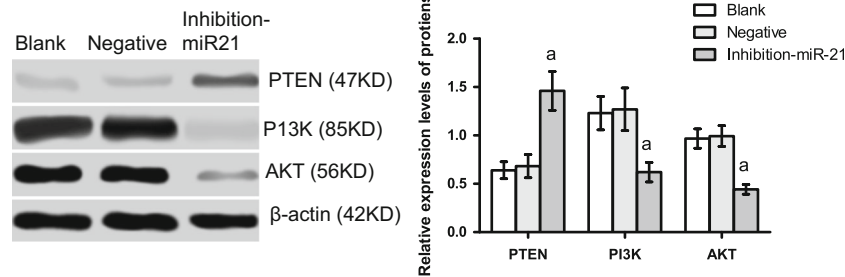 Inhibition-
Blank Negative miR21
PTEN (47KD)
P13K (85KD)
AKT (56KD)
β-actin (42KD)
Relative expression levels of protiens
Blank
Negative
Inhibition-miR-21
2.0
1.5
1.0
0.5
0.0
a
a
a
PTEN PI3K AKT